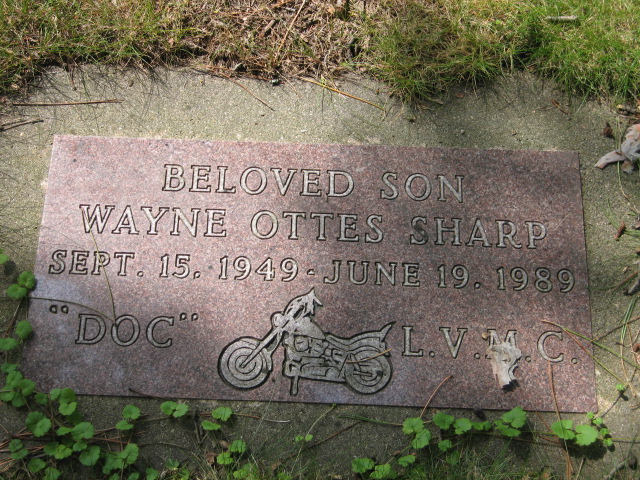 BELOVED SON
WAYNE OTTES SHARP
SEPT. 15. 1949 - JUNE 19. 1989
"DOC" L.V.M.C.